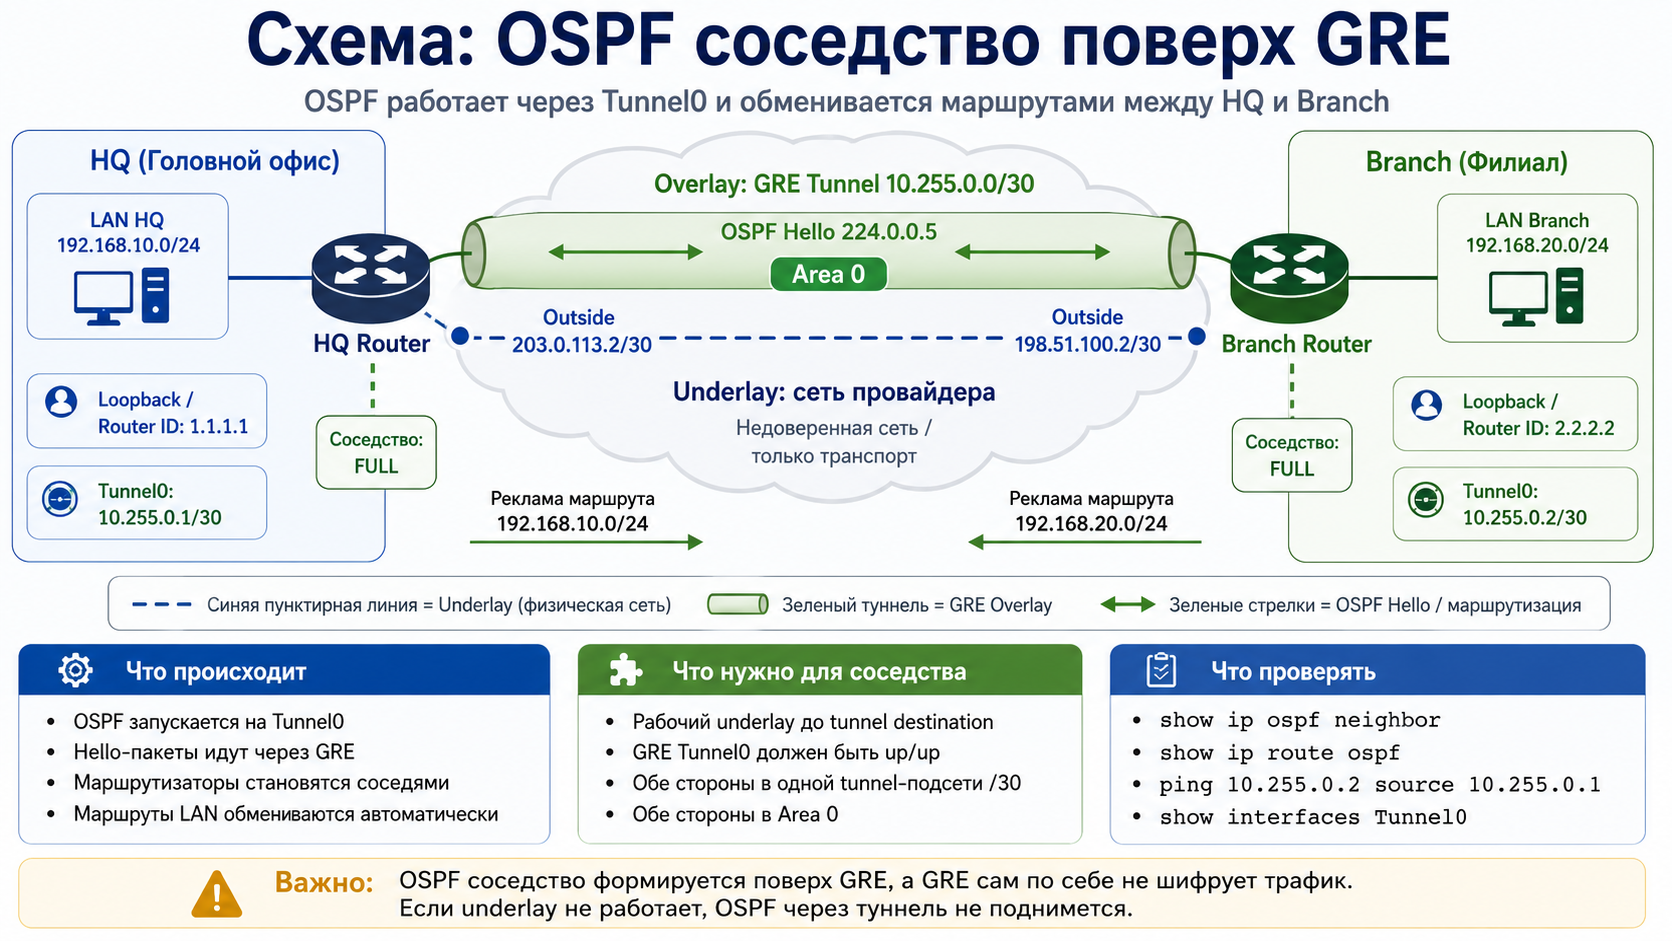 Схема: OSPF соседство поверх GRE
OSPF работает через Tunnel0 и обменивается маршрутами между HQ и Branch
HQ (Головной офис)
LAN HQ
192.168.10.0/24
HQ Router
Loopback /
Router ID: 1.1.1.1
Tunnel0:
10.255.0.1/30
Соседство:
FULL
Overlay: GRE Tunnel 10.255.0.0/30
OSPF Hello 224.0.0.5
Area 0
Outside
203.0.113.2/30
Outside
198.51.100.2/30
Underlay: сеть провайдера
Недоверенная сеть /
только транспорт
Реклама маршрута
192.168.10.0/24
Реклама маршрута
192.168.20.0/24
Branch (Филиал)
LAN Branch
192.168.20.0/24
Branch Router
Соседство:
FULL
Loopback /
Router ID: 2.2.2.2
Tunnel0:
10.255.0.2/30
Синяя пунктирная линия = Underlay (физическая сеть)
Зеленый туннель = GRE Overlay
Зеленые стрелки = OSPF Hello / маршрутизация
Что происходит
• OSPF запускается на Tunnel0
• Hello-пакеты идут через GRE
• Маршрутизаторы становятся соседями
• Маршруты LAN обмениваются автоматически
Что нужно для соседства
• Рабочий underlay до tunnel destination
• GRE Tunnel0 должен быть up/up
• Обе стороны в одной tunnel-подсети /30
• Обе стороны в Area 0
Что проверять
• show ip ospf neighbor
• show ip route ospf
• ping 10.255.0.2 source 10.255.0.1
• show interfaces Tunnel0
Важно: OSPF соседство формируется поверх GRE, а GRE сам по себе не шифрует трафик.
Если underlay не работает, OSPF через туннель не поднимется.